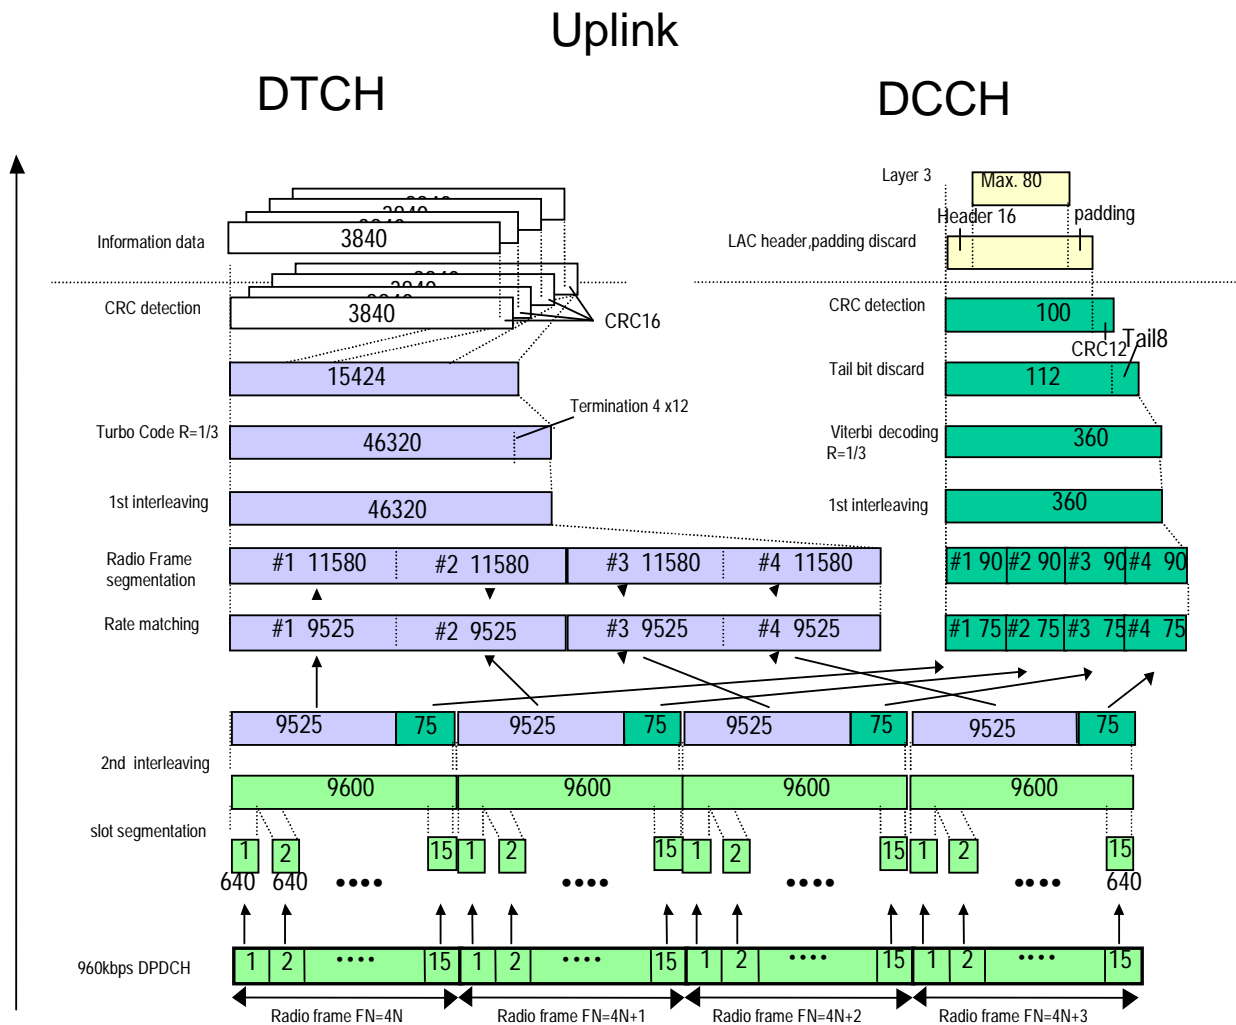 Uplink
DTCH
DCCH
Layer 3
Max. 80
Header 16
padding
Information data
3840
LAC header,padding discard
CRC detection
3840
CRC16
CRC detection
100
CRC12
Tail8
15424
Tail bit discard
112
Termination 4 x12
Turbo Code R=1/3
46320
Viterbi decoding
R=1/3
360
1st interleaving
46320
1st interleaving
360
Radio Frame
segmentation
#1 11580 #2 11580 #3 11580 #4 11580
#1 90 #2 90 #3 90 #4 90
Rate matching
#1 9525 #2 9525 #3 9525 #4 9525
#1 75 #2 75 #3 75 #4 75
9525 75 9525 75 9525 75 9525 75
2nd interleaving
9600 9600 9600 9600
slot segmentation
1 2 15 1 2 15 1 2 15 1 2 15
640 640 •••• •••• •••• •••• 640
960kbps DPDCH
1 2 •••• 15 1 2 •••• 15 1 2 •••• 15 1 2 •••• 15
Radio frame FN=4N
Radio frame FN=4N+1
Radio frame FN=4N+2
Radio frame FN=4N+3